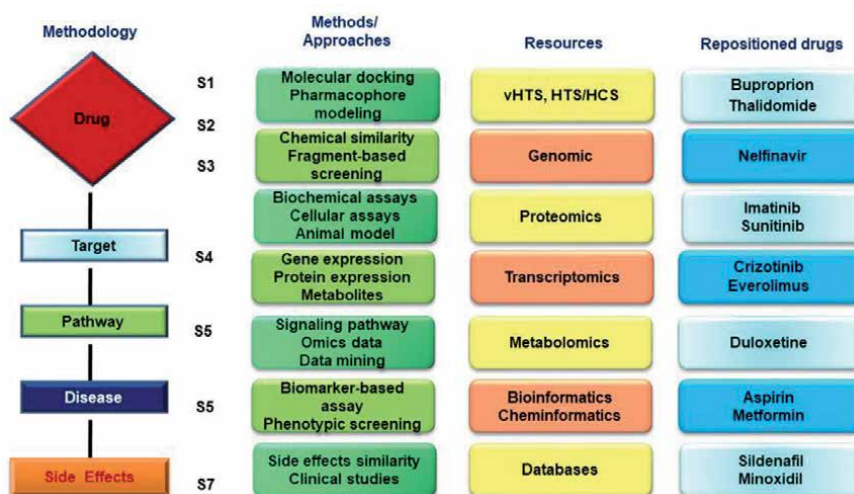 Methodology
Methods/
Approaches
Resources
Repositioned drugs
Drug
Target
Pathway
Disease
Side Effects
S1
S2
S3
S4
S5
S5
S7
Molecular docking
Pharmacophore
modeling
vHTS, HTS/HCS
Buproprion
Thalidomide
Chemical similarity
Fragment-based
screening
Genomic
Nelfinavir
Biochemical assays
Cellular assays
Animal model
Proteomics
Imatinib
Sunitinib
Gene expression
Protein expression
Metabolites
Transcriptomics
Crizotinib
Everolimus
Signaling pathway
Omics data
Data mining
Metabolomics
Duloxetine
Biomarker-based
assay
Phenotypic screening
Bioinformatics
Cheminformatics
Aspirin
Metformin
Side effects similarity
Clinical studies
Databases
Sildenafil
Minoxidil